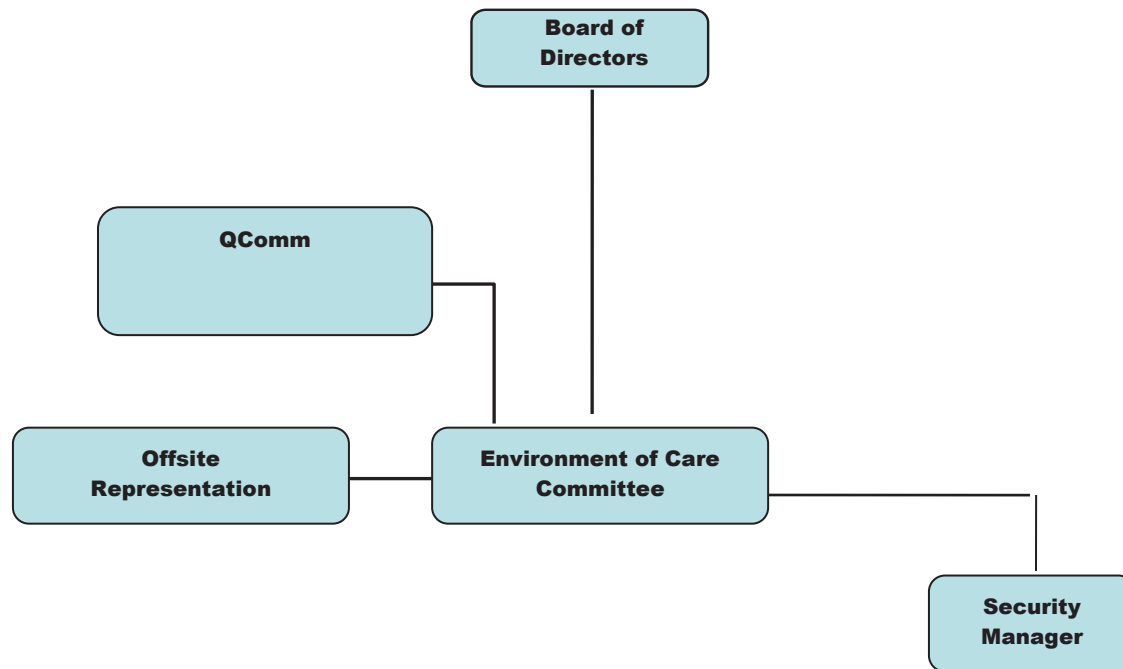 Board of
Directors
QComm
Offsite
Representation
Environment of Care
Committee
Security
Manager